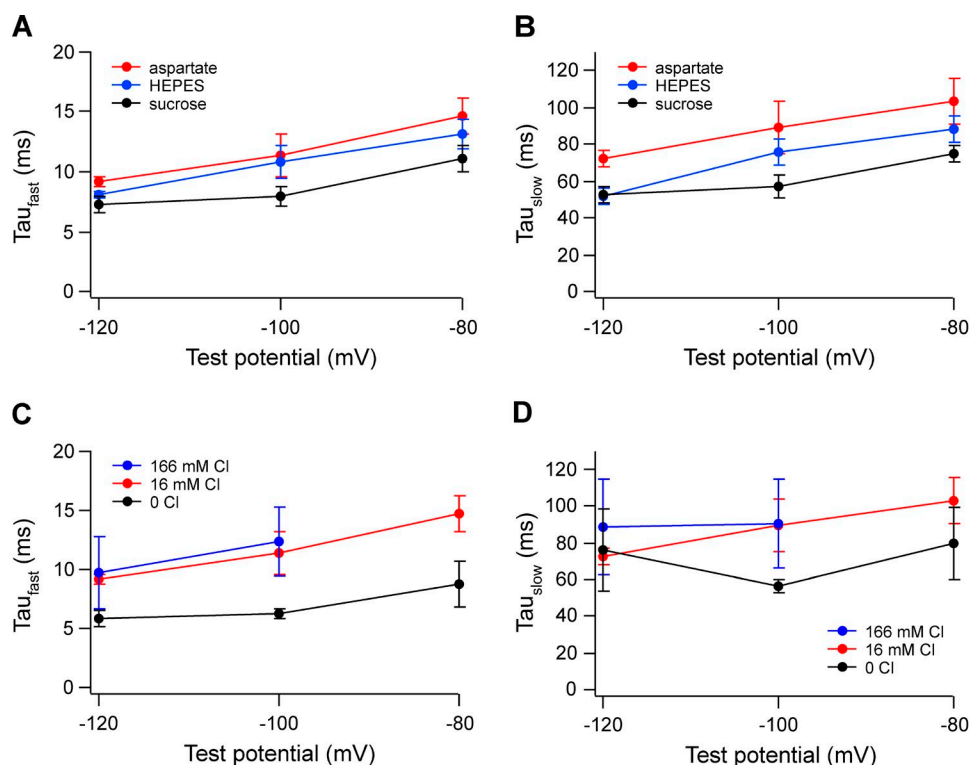 A
20
15
10
5
0
Tau_fast (ms)
aspartate
HEPES
sucrose
-120
-100
-80
Test potential (mV)
B
120
100
80
60
40
20
0
Tau_slow (ms)
aspartate
HEPES
sucrose
-120
-100
-80
Test potential (mV)
C
20
15
10
5
0
Tau_fast (ms)
166 mM Cl
16 mM Cl
0 Cl
-120
-100
-80
Test potential (mV)
D
120
100
80
60
40
20
0
Tau_slow (ms)
166 mM Cl
16 mM Cl
0 Cl
-120
-100
-80
Test potential (mV)